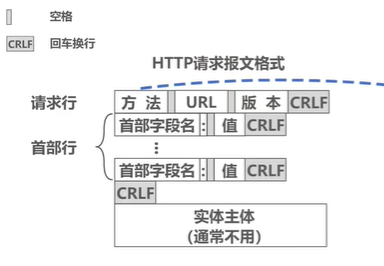 空格
CRLF 回车换行
HTTP请求报文格式
请求行 方 法 URL 版 本 CRLF
首部字段名 : 值 CRLF
首部行
⋮
首部字段名 : 值 CRLF
CRLF
实体主体
（通常不用）